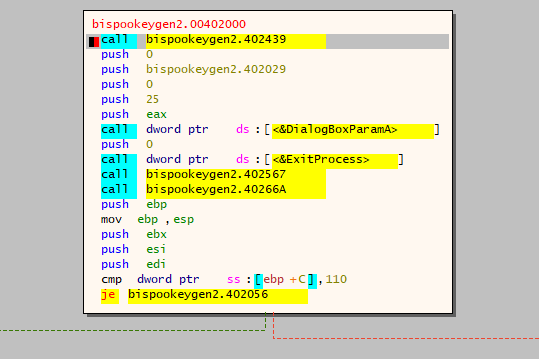 bispookeygen2.00402000
call bispookeygen2.402439
push 0
push bispookeygen2.402029
push 0
push 25
push eax
call dword ptr ds:[<&DialogBoxParamA>]
push 0
call dword ptr ds:[<&ExitProcess>]
call bispookeygen2.402567
call bispookeygen2.40266A
push ebp
mov ebp,esp
push ebx
push esi
push edi
cmp dword ptr ss:[ebp+C],110
je bispookeygen2.402056